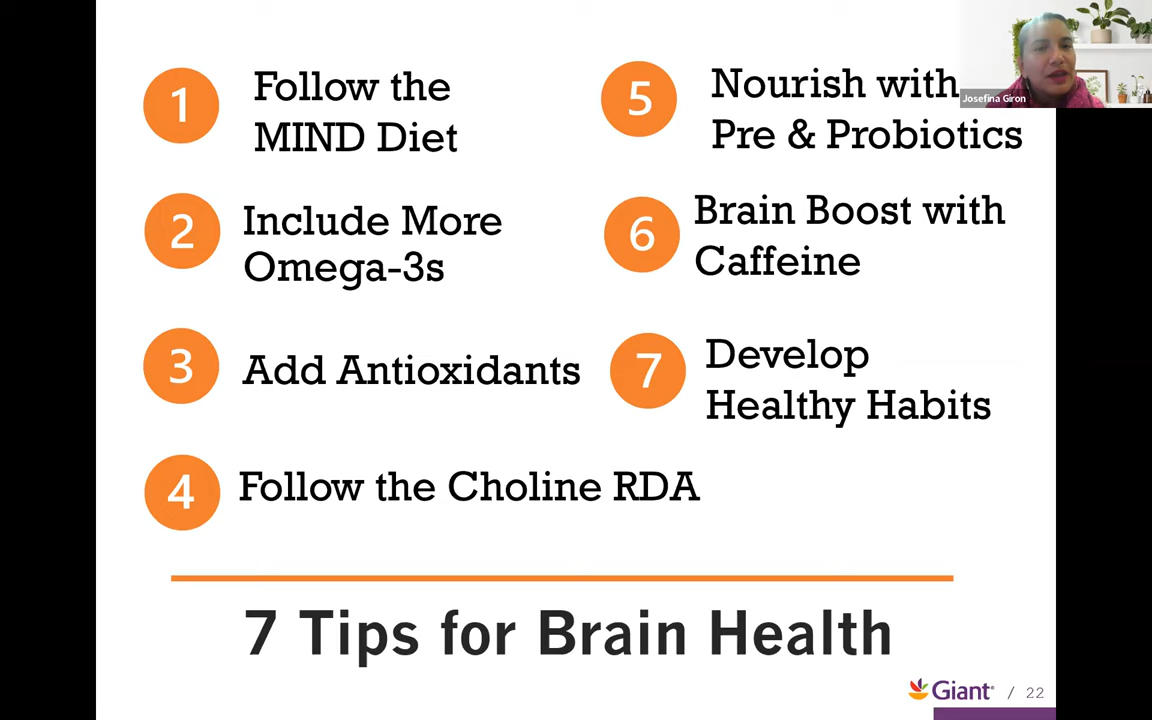 1
Follow the
MIND Diet
2
Include More
Omega-3s
3
Add Antioxidants
4
Follow the Choline RDA
5
Nourish with
Pre & Probiotics
6
Brain Boost with
Caffeine
7
Develop
Healthy Habits
7 Tips for Brain Health
Giant® / 22
Josefina Giron